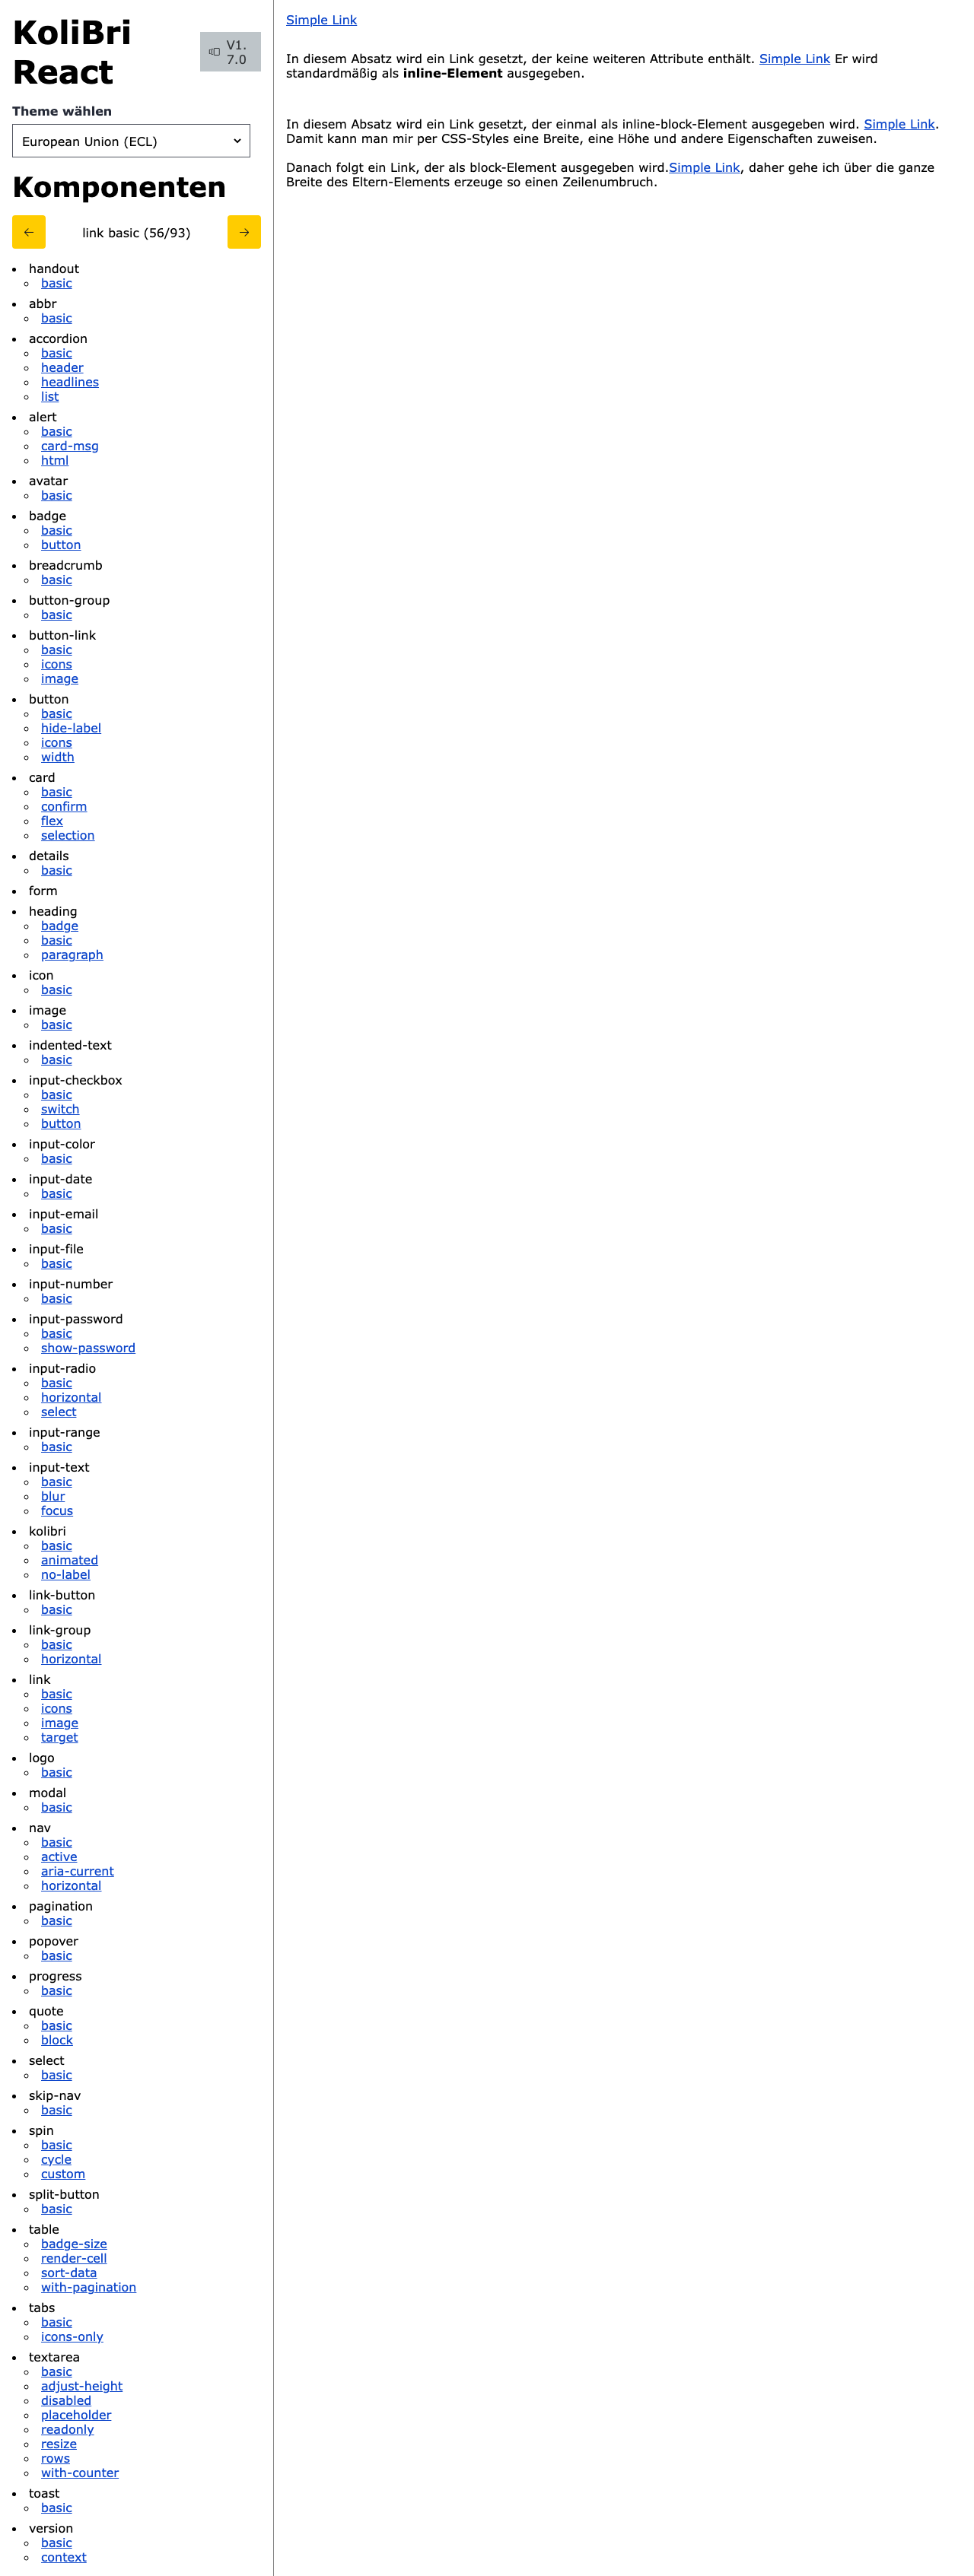 KoliBri
React
V1.
7.0
Theme wählen
European Union (ECL)
Komponenten
link basic (56/93)
handout
basic
abbr
basic
accordion
basic
header
headlines
list
alert
basic
card-msg
html
avatar
basic
badge
basic
button
breadcrumb
basic
button-group
basic
button-link
basic
icons
image
button
basic
hide-label
icons
width
card
basic
confirm
flex
selection
details
basic
form
heading
badge
basic
paragraph
icon
basic
image
basic
indented-text
basic
input-checkbox
basic
switch
button
input-color
basic
input-date
basic
input-email
basic
input-file
basic
input-number
basic
input-password
basic
show-password
input-radio
basic
horizontal
select
input-range
basic
input-text
basic
blur
focus
kolibri
basic
animated
no-label
link-button
basic
link-group
basic
horizontal
link
basic
icons
image
target
logo
basic
modal
basic
nav
basic
active
aria-current
horizontal
pagination
basic
popover
basic
progress
basic
quote
basic
block
select
basic
skip-nav
basic
spin
basic
cycle
custom
split-button
basic
table
badge-size
render-cell
sort-data
with-pagination
tabs
basic
icons-only
textarea
basic
adjust-height
disabled
placeholder
readonly
resize
rows
with-counter
toast
basic
version
basic
context
Simple Link
In diesem Absatz wird ein Link gesetzt, der keine weiteren Attribute enthält. Simple Link Er wird
standardmäßig als inline-Element ausgegeben.
In diesem Absatz wird ein Link gesetzt, der einmal als inline-block-Element ausgegeben wird. Simple Link.
Damit kann man mir per CSS-Styles eine Breite, eine Höhe und andere Eigenschaften zuweisen.
Danach folgt ein Link, der als block-Element ausgegeben wird.Simple Link, daher gehe ich über die ganze
Breite des Eltern-Elements erzeuge so einen Zeilenumbruch.